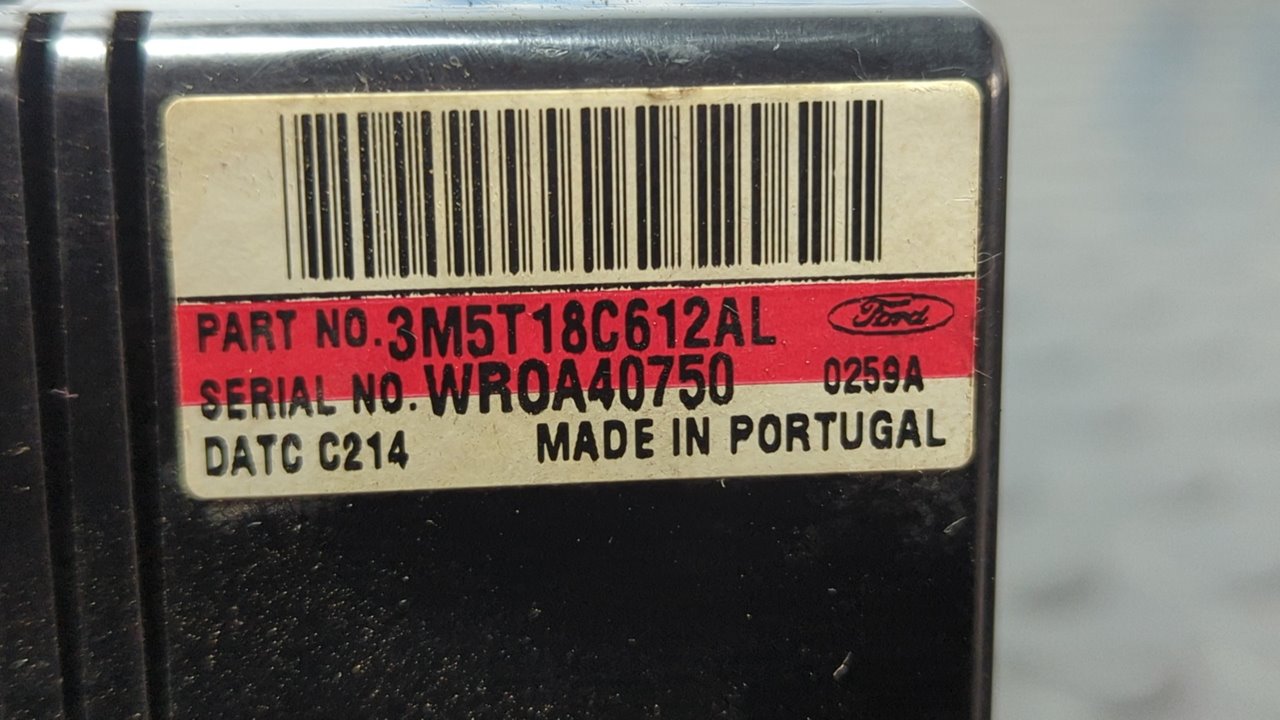 PART NO. 3M5T18C612AL Ford
SERIAL NO. WR0A40750 0259A
DATC C214 MADE IN PORTUGAL